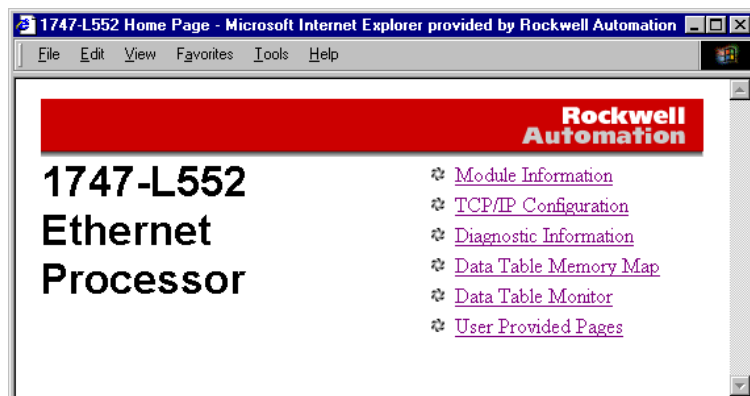 1747-L552 Home Page - Microsoft Internet Explorer provided by Rockwell Automation
File Edit View Favorites Tools Help
Rockwell
Automation
1747-L552
Ethernet
Processor
Module Information
TCP/IP Configuration
Diagnostic Information
Data Table Memory Map
Data Table Monitor
User Provided Pages